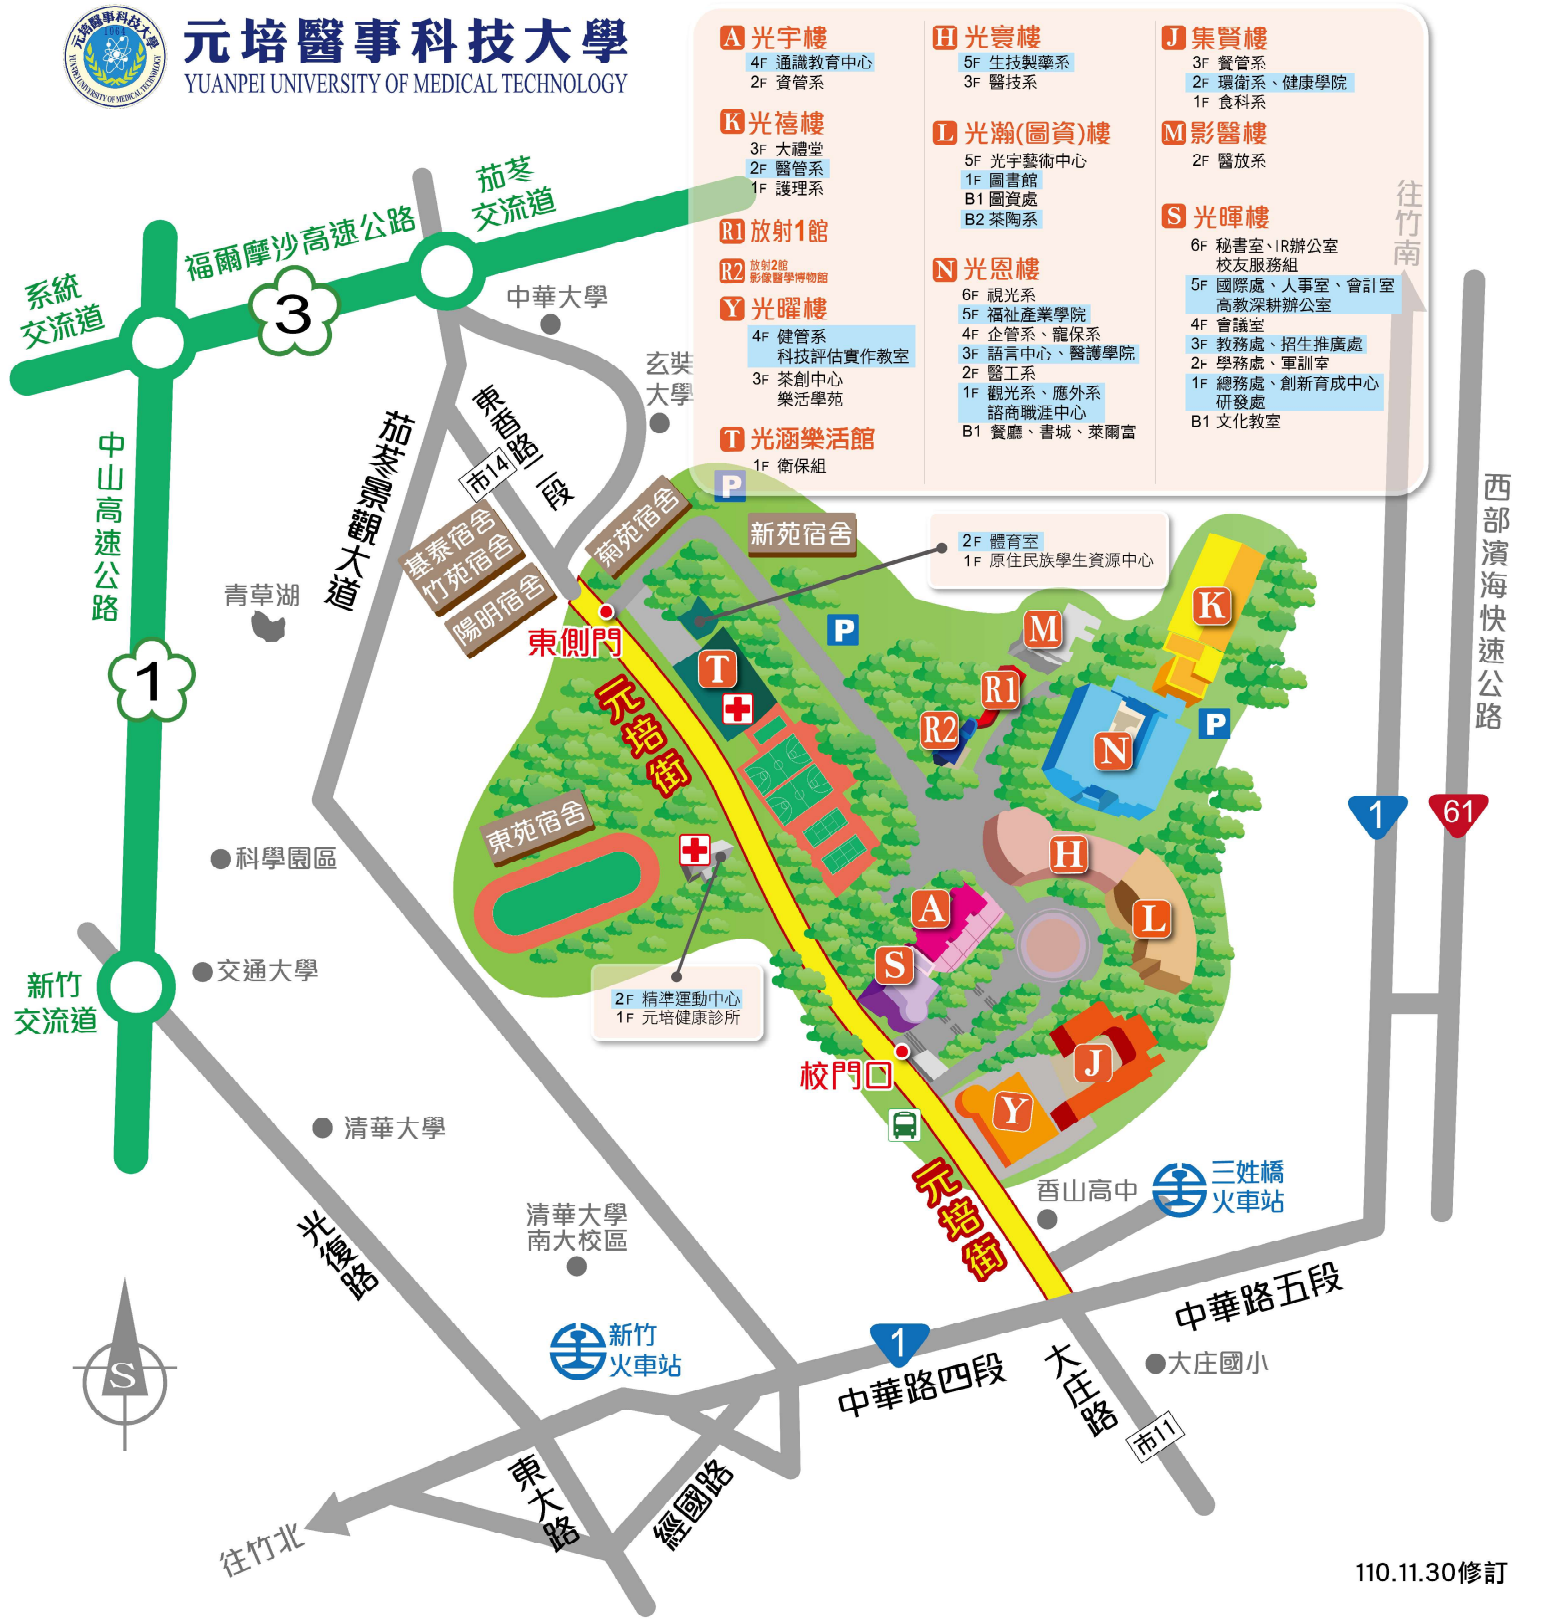 元培醫事科技大學
YUANPEI UNIVERSITY OF MEDICAL TECHNOLOGY
A 光宇樓
4F 通識教育中心
2F 資管系
K 光禧樓
3F 大禮堂
2F 醫管系
1F 護理系
R1 放射1館
R2 放射2館
影像醫學博物館
Y 光曜樓
4F 健管系
科技評估實作教室
3F 茶創中心
樂活學苑
T 光涵樂活館
1F 衛保組
H 光寰樓
5F 生技製藥系
3F 醫技系
L 光瀚(圖資)樓
5F 光宇藝術中心
1F 圖書館
B1 圖資處
B2 茶陶系
N 光恩樓
6F 視光系
5F 福祉產業學院
4F 企管系、寵保系
3F 語言中心、醫護學院
2F 醫工系
1F 觀光系、應外系
諮商職涯中心
B1 餐廳、書城、萊爾富
J 集賢樓
3F 餐管系
2F 環衛系、健康學院
1F 食科系
M 影醫樓
2F 醫放系
S 光暉樓
6F 秘書室、IR辦公室
校友服務組
5F 國際處、人事室、會計室
高教深耕辦公室
4F 會議室
3F 教務處、招生推廣處
2F 學務處、軍訓室
1F 總務處、創新育成中心
研發處
B1 文化教室
往竹南
茄苳
交流道
福爾摩沙高速公路
系統
交流道
3
中華大學
玄奘
大學
東香路一段
市14
茄苳景觀大道
中山高速公路
西部濱海快速公路
P
基泰宿舍
竹苑宿舍
陽明宿舍
菊苑宿舍
新苑宿舍
2F 體育室
1F 原住民族學生資源中心
青草湖
東側門
P
M
K
T
R1
R2
N
P
1
元培街
1
61
東苑宿舍
科學園區
H
A
L
S
交通大學
新竹
交流道
2F 精準運動中心
1F 元培健康診所
校門口
J
Y
清華大學
元培街
香山高中
三姓橋
火車站
清華大學
南大校區
光復路
中華路五段
新竹
火車站
1
中華路四段
大庄路
大庄國小
市11
S
東大路
經國路
往竹北
110.11.30修訂